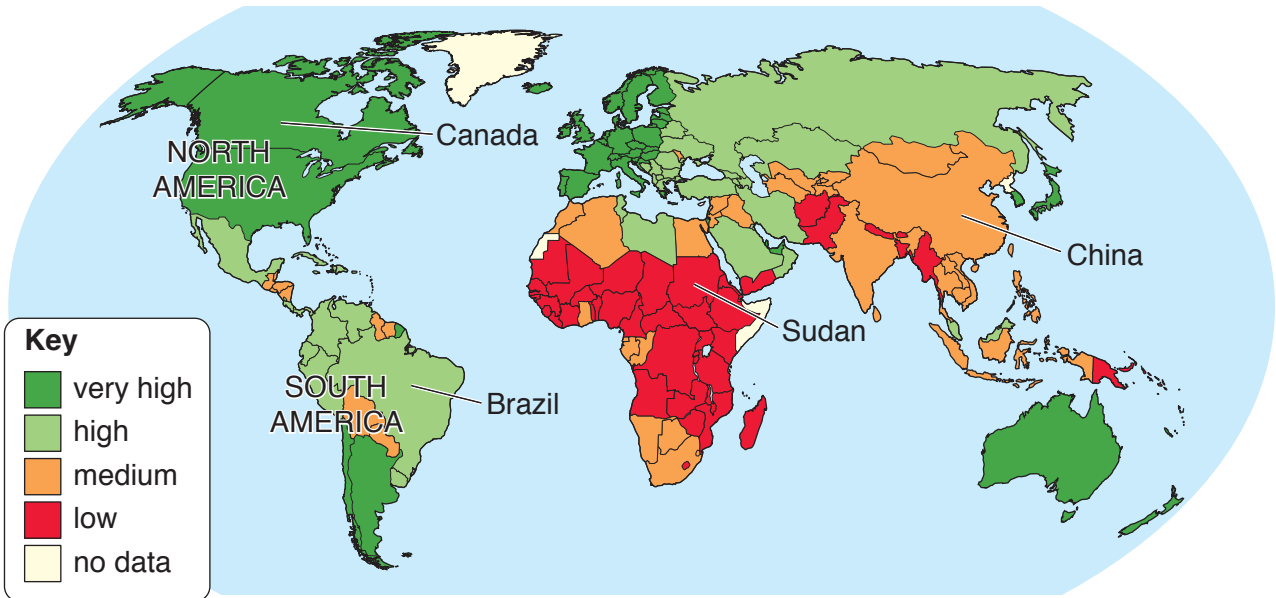 Canada
NORTH
AMERICA
China
Sudan
SOUTH
AMERICA
Brazil
Key
very high
high
medium
low
no data